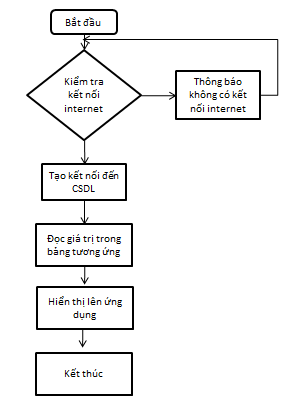 Bắt đầu
Kiểm tra
kết nối
internet
Thông báo
không có kết
nối internet
Tạo kết nối đến
CSDL
Đọc giá trị trong
bảng tương ứng
Hiển thị lên ứng
dụng
Kết thúc